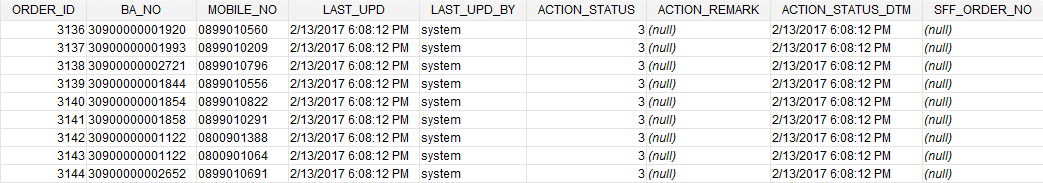 ORDER_ID BA_NO MOBILE_NO LAST_UPD LAST_UPD_BY ACTION_STATUS ACTION_REMARK ACTION_STATUS_DTM SFF_ORDER_NO
3136 30900000001920 0899010560 2/13/2017 6:08:12 PM system 3 (null) 2/13/2017 6:08:12 PM (null)
3137 30900000001993 0899010209 2/13/2017 6:08:12 PM system 3 (null) 2/13/2017 6:08:12 PM (null)
3138 30900000002721 0899010796 2/13/2017 6:08:12 PM system 3 (null) 2/13/2017 6:08:12 PM (null)
3139 30900000001844 0899010556 2/13/2017 6:08:12 PM system 3 (null) 2/13/2017 6:08:12 PM (null)
3140 30900000001854 0899010822 2/13/2017 6:08:12 PM system 3 (null) 2/13/2017 6:08:12 PM (null)
3141 30900000001858 0899010291 2/13/2017 6:08:12 PM system 3 (null) 2/13/2017 6:08:12 PM (null)
3142 30900000001122 0800901388 2/13/2017 6:08:12 PM system 3 (null) 2/13/2017 6:08:12 PM (null)
3143 30900000001122 0800901064 2/13/2017 6:08:12 PM system 3 (null) 2/13/2017 6:08:12 PM (null)
3144 30900000002652 0899010691 2/13/2017 6:08:12 PM system 3 (null) 2/13/2017 6:08:12 PM (null)